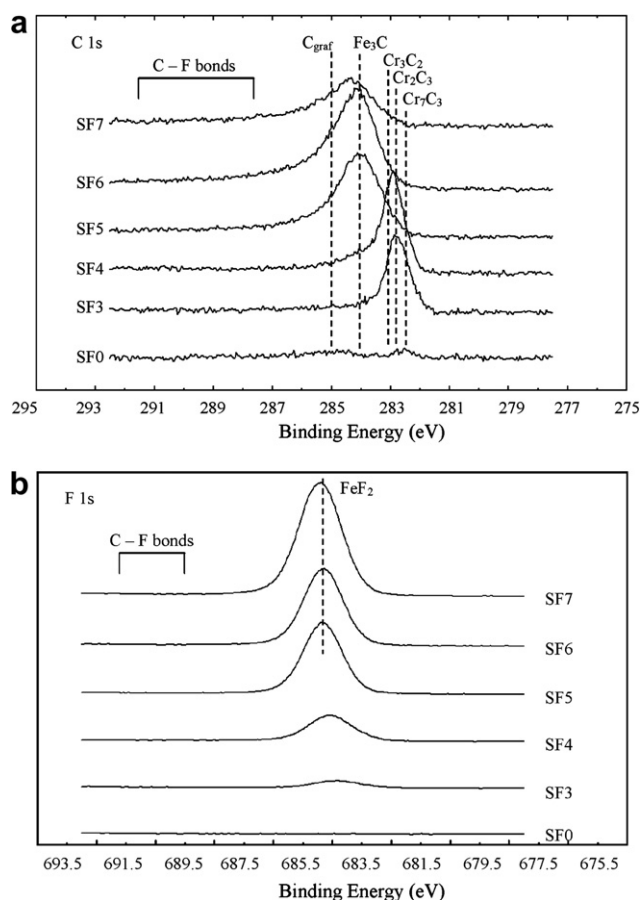 a
C 1s
C_graf Fe₃C
Cr₃C₂
Cr₂C₃
Cr₇C₃
C – F bonds
SF7
SF6
SF5
SF4
SF3
SF0
295 293 291 289 287 285 283 281 279 277 275
Binding Energy (eV)
b
F 1s
FeF₂
C – F bonds
SF7
SF6
SF5
SF4
SF3
SF0
693.5 691.5 689.5 687.5 685.5 683.5 681.5 679.5 677.5 675.5
Binding Energy (eV)